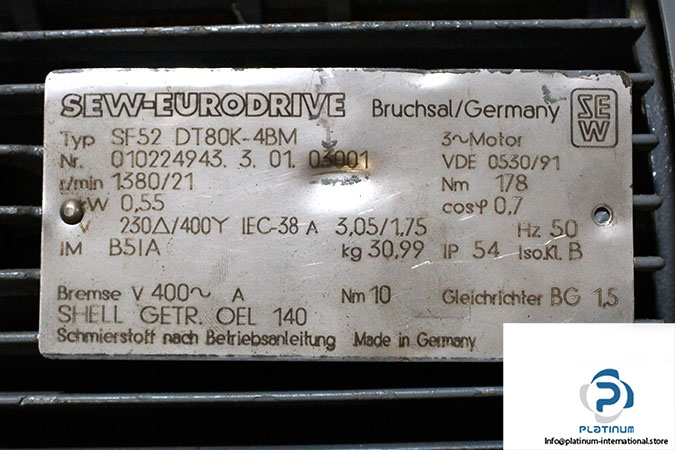 SEW-EURODRIVE Bruchsal/Germany SEW
Typ SF52 DT80K-4BM 3~Motor
Nr. 010224943. 3. 01. 03001 VDE 0530/91
r/min 1380/21 Nm 178
kW 0,55 cosφ 0,7
V 230△/400Y IEC-38 A 3,05/1,75 Hz 50
IM B51A kg 30,99 IP 54 Iso.Kl. B
Bremse V 400~ A Nm 10 Gleichrichter BG 1,5
SHELL GETR. OEL 140
Schmierstoff nach Betriebsanleitung Made in Germany
PLATINUM
Info@platinum-international.store